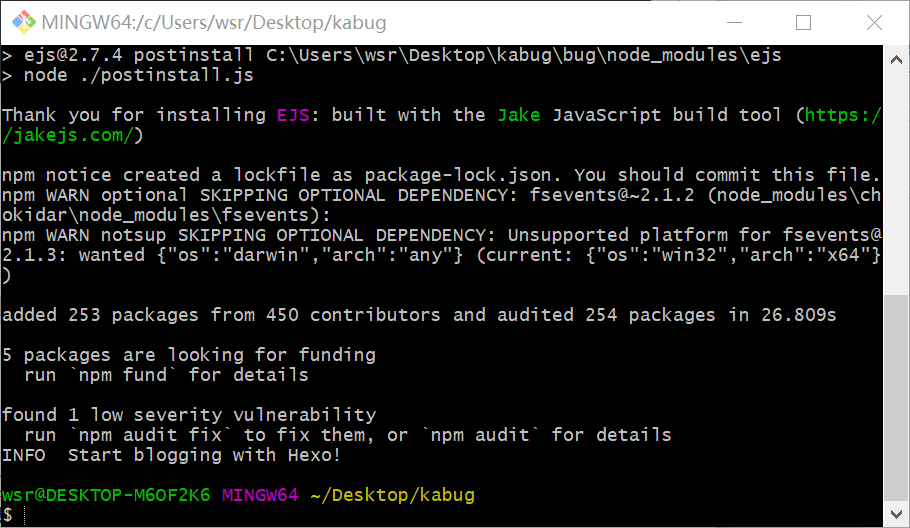 MINGW64:/c/Users/wsr/Desktop/kabug
> ejs@2.7.4 postinstall C:\Users\wsr\Desktop\kabug\bug\node_modules\ejs
> node ./postinstall.js
Thank you for installing EJS: built with the Jake JavaScript build tool (https:/
/jakejs.com/)
npm notice created a lockfile as package-lock.json. You should commit this file.
npm WARN optional SKIPPING OPTIONAL DEPENDENCY: fsevents@~2.1.2 (node_modules\ch
okidar\node_modules\fsevents):
npm WARN notsup SKIPPING OPTIONAL DEPENDENCY: Unsupported platform for fsevents@
2.1.3: wanted {"os":"darwin","arch":"any"} (current: {"os":"win32","arch":"x64"}
)
added 253 packages from 450 contributors and audited 254 packages in 26.809s
5 packages are looking for funding
  run `npm fund` for details
found 1 low severity vulnerability
  run `npm audit fix` to fix them, or `npm audit` for details
INFO  Start blogging with Hexo!
wsr@DESKTOP-M6OF2K6 MINGW64 ~/Desktop/kabug
$